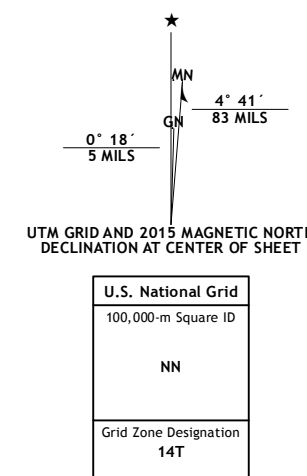 ★
MN
GN
4° 41´
83 MILS
0° 18´
5 MILS
UTM GRID AND 2015 MAGNETIC NORTH
DECLINATION AT CENTER OF SHEET
U.S. National Grid
100,000-m Square ID
NN
Grid Zone Designation
14T